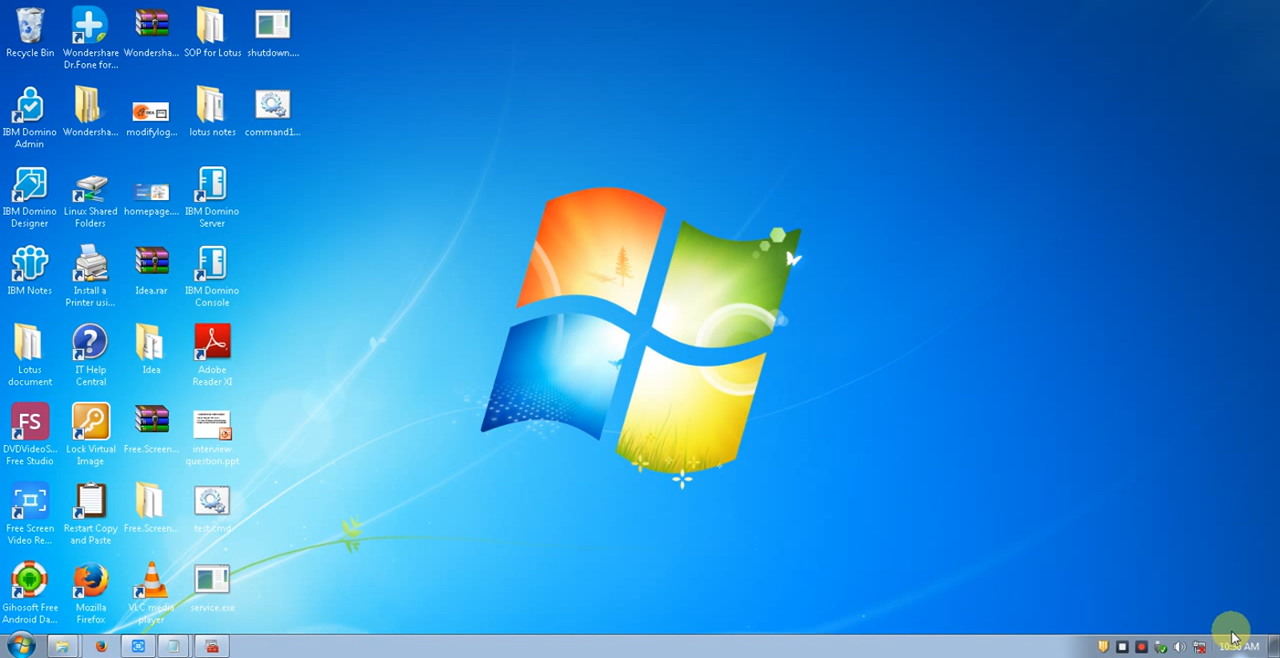 Recycle Bin
Wondershare
Dr.Fone for...
Wondersha...
SOP for Lotus
shutdown....
IBM Domino
Admin
Wondersha...
modifylog...
lotus notes
command1...
IBM Domino
Designer
Linux Shared
Folders
homepage....
IBM Domino
Server
IBM Notes
Install a
Printer usi...
Idea.rar
IBM Domino
Console
Lotus
document
IT Help
Central
Idea
Adobe
Reader XI
FS
DVDVideoS...
Free Studio
Lock Virtual
Image
Free.Screen...
interview
question.ppt
Free Screen
Video Re...
Restart Copy
and Paste
Free.Screen...
test.cmd
Gihosoft Free
Android Da...
Mozilla
Firefox
VLC media
player
service.exe
AM